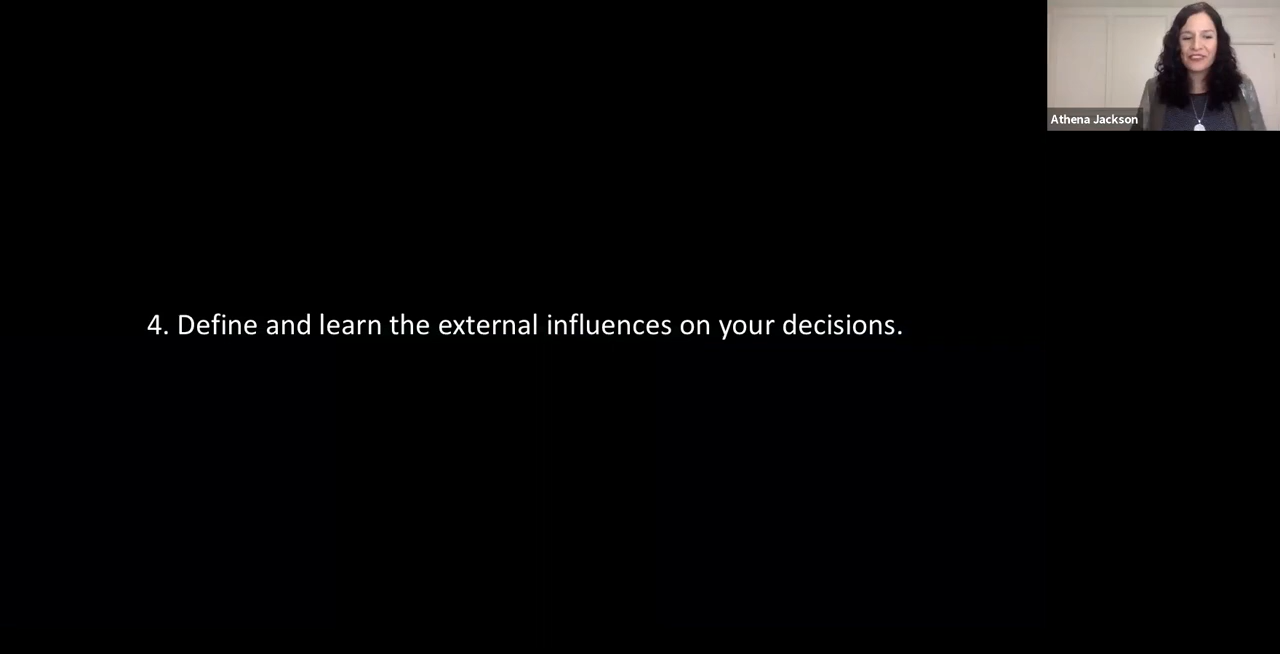 Athena Jackson
4. Define and learn the external influences on your decisions.